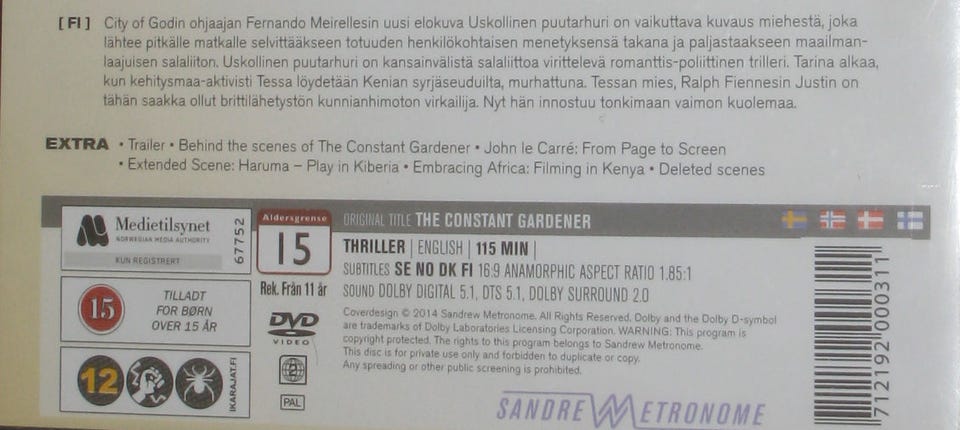 [FI] City of Godin ohjaajan Fernando Meirellesin uusi elokuva Uskollinen puutarhuri on vaikuttava kuvaus miehestä, joka
lähtee pitkälle matkalle selvittääkseen totuuden henkilökohtaisen menetyksensä takana ja paljastaakseen maailman-
laajuisen salaliiton. Uskollinen puutarhuri on kansainvälistä salaliittoa virittelevä romanttis-poliittinen trilleri. Tarina alkaa,
kun kehitysmaa-aktivisti Tessa löydetään Kenian syrjäseuduilta, murhattuna. Tessan mies, Ralph Fiennesin Justin on
tähän saakka ollut brittilähetystön kunnianhimoton virkailija. Nyt hän innostuu tonkimaan vaimon kuolemaa.
EXTRA • Trailer • Behind the scenes of The Constant Gardener • John le Carré: From Page to Screen
• Extended Scene: Haruma – Play in Kiberia • Embracing Africa: Filming in Kenya • Deleted scenes
Medietilsynet
NORWEGIAN MEDIA AUTHORITY
KUN REGISTRERT
67752
Aldersgrense
15
Rek. Från 11 år
ORIGINAL TITLE THE CONSTANT GARDENER
THRILLER | ENGLISH | 115 MIN |
SUBTITLES SE NO DK FI 16:9 ANAMORPHIC ASPECT RATIO 1.85:1
SOUND DOLBY DIGITAL 5.1, DTS 5.1, DOLBY SURROUND 2.0
15
TILLADT
FOR BØRN
OVER 15 ÅR
12
IKARAJAT.FI
DVD
VIDEO
2
PAL
Coverdesign © 2014 Sandrew Metronome. All Rights Reserved. Dolby and the Dolby D-symbol
are trademarks of Dolby Laboratories Licensing Corporation. WARNING: This program is
copyright protected. The rights to this program belongs to Sandrew Metronome.
This disc is for private use only and forbidden to duplicate or copy.
Any spreading or other public screening is prohibited.
SANDREW METRONOME
7 12192 000311